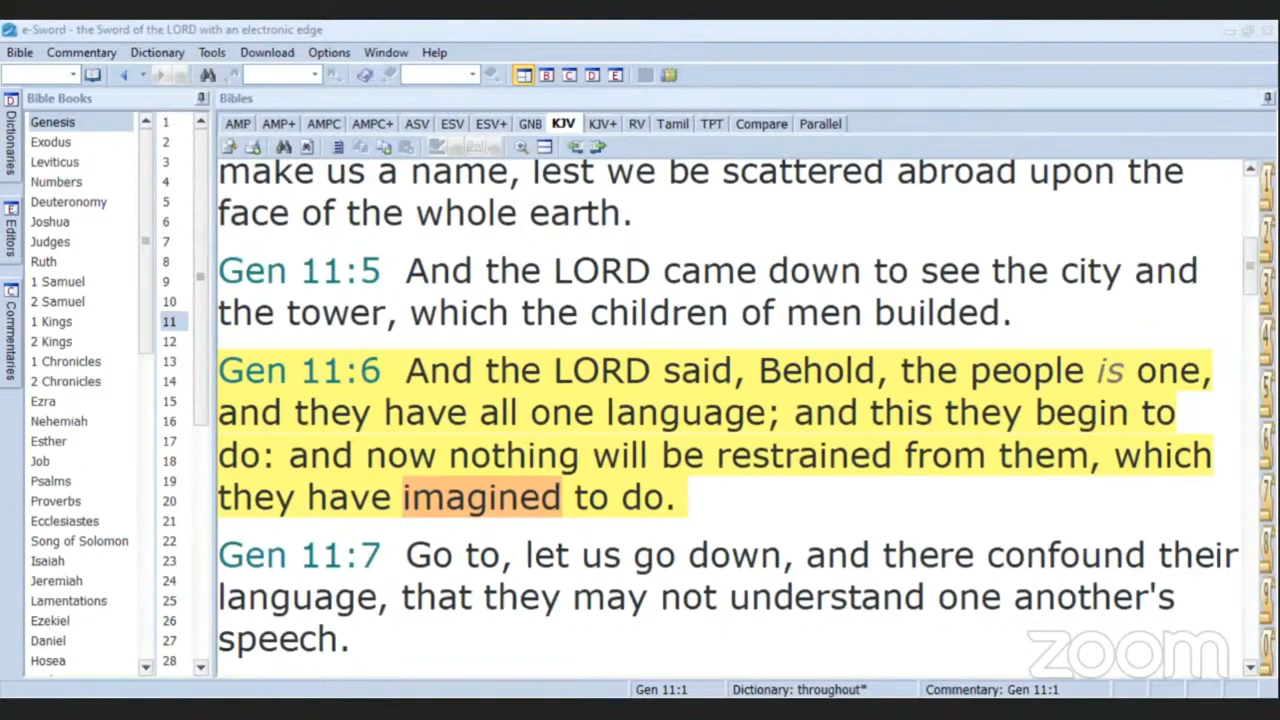 e-Sword - the Sword of the LORD with an electronic edge
Bible Commentary Dictionary Tools Download Options Window Help
B C D E
Bible Books
Bibles
D Dictionaries
E Editors
C Commentaries
Genesis
Exodus
Leviticus
Numbers
Deuteronomy
Joshua
Judges
Ruth
1 Samuel
2 Samuel
1 Kings
2 Kings
1 Chronicles
2 Chronicles
Ezra
Nehemiah
Esther
Job
Psalms
Proverbs
Ecclesiastes
Song of Solomon
Isaiah
Jeremiah
Lamentations
Ezekiel
Daniel
Hosea
1
2
3
4
5
6
7
8
9
10
11
12
13
14
15
16
17
18
19
20
21
22
23
24
25
26
27
28
AMP AMP+ AMPC AMPC+ ASV ESV ESV+ GNB KJV KJV+ RV Tamil TPT Compare Parallel
make us a name, lest we be scattered abroad upon the
face of the whole earth.
Gen 11:5 And the LORD came down to see the city and
the tower, which the children of men builded.
Gen 11:6 And the LORD said, Behold, the people is one,
and they have all one language; and this they begin to
do: and now nothing will be restrained from them, which
they have imagined to do.
Gen 11:7 Go to, let us go down, and there confound their
language, that they may not understand one another's
speech.
zoom
Gen 11:1 Dictionary: throughout* Commentary: Gen 11:1